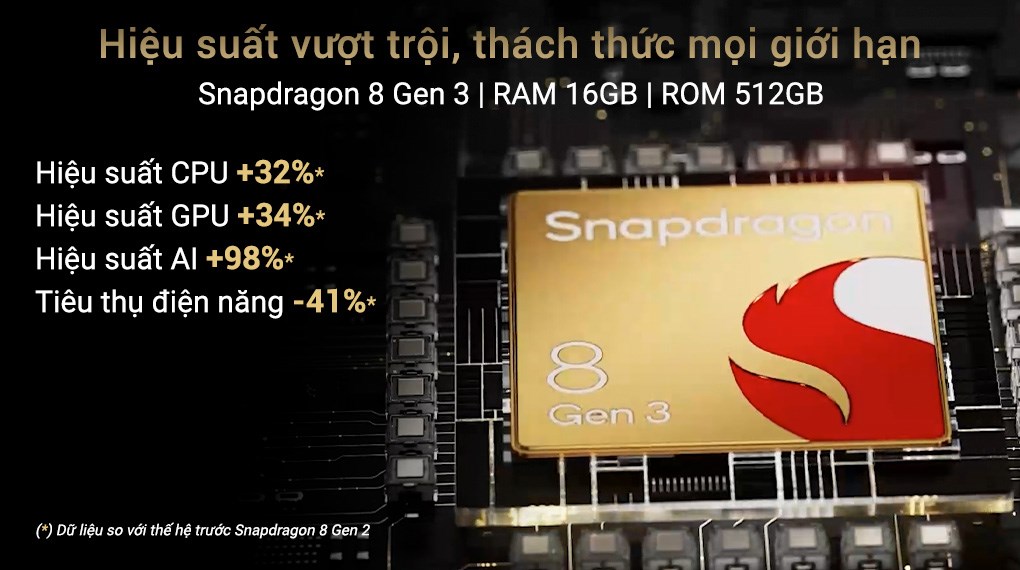 Hiệu suất vượt trội, thách thức mọi giới hạn
Snapdragon 8 Gen 3 | RAM 16GB | ROM 512GB
Hiệu suất CPU +32%*
Hiệu suất GPU +34%*
Hiệu suất AI +98%*
Tiêu thụ điện năng -41%*
Snapdragon
8
Gen 3
(*) Dữ liệu so với thế hệ trước Snapdragon 8 Gen 2